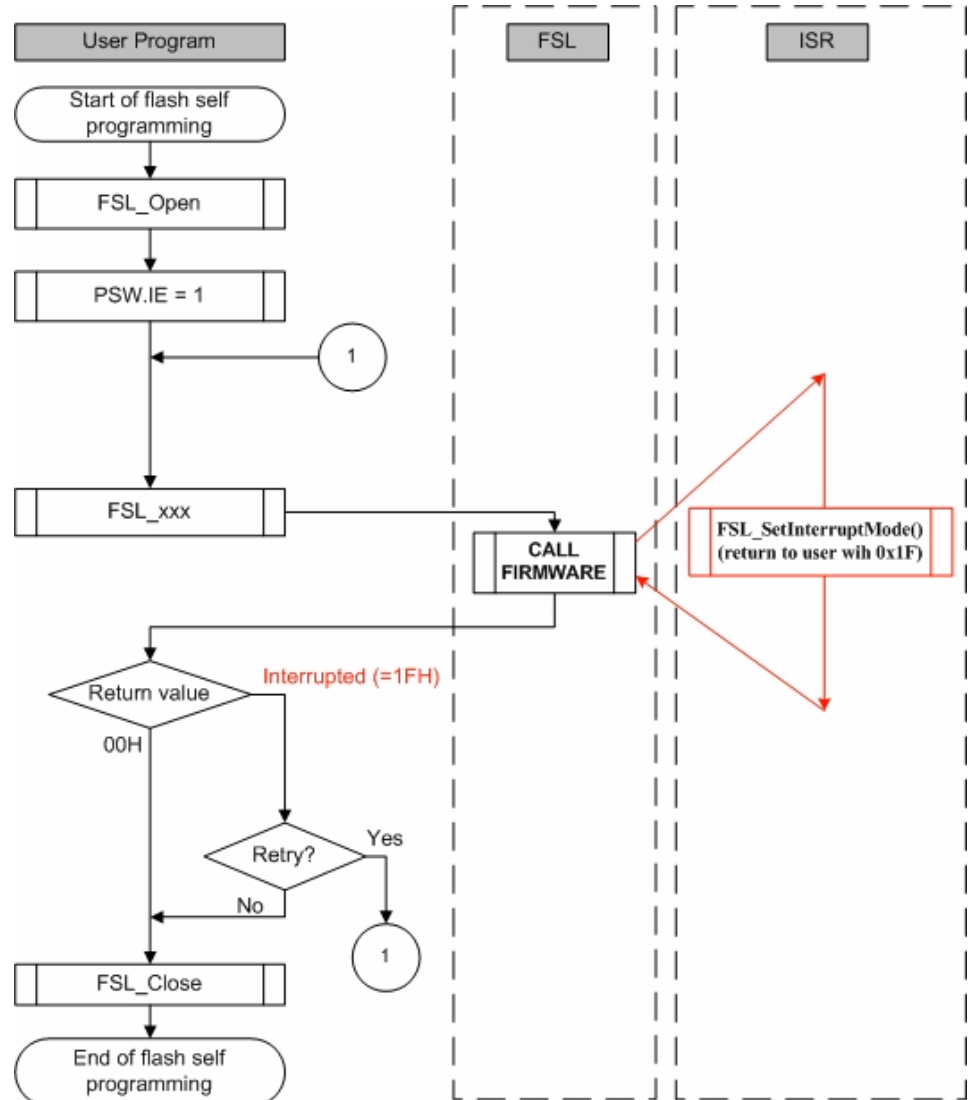 User Program
FSL
ISR
Start of flash self
programming
FSL_Open
PSW.IE = 1
1
FSL_xxx
CALL
FIRMWARE
FSL_SetInterruptMode()
(return to user wih 0x1F)
Interrupted (=1FH)
Return value
00H
Retry?
Yes
No
1
FSL_Close
End of flash self
programming